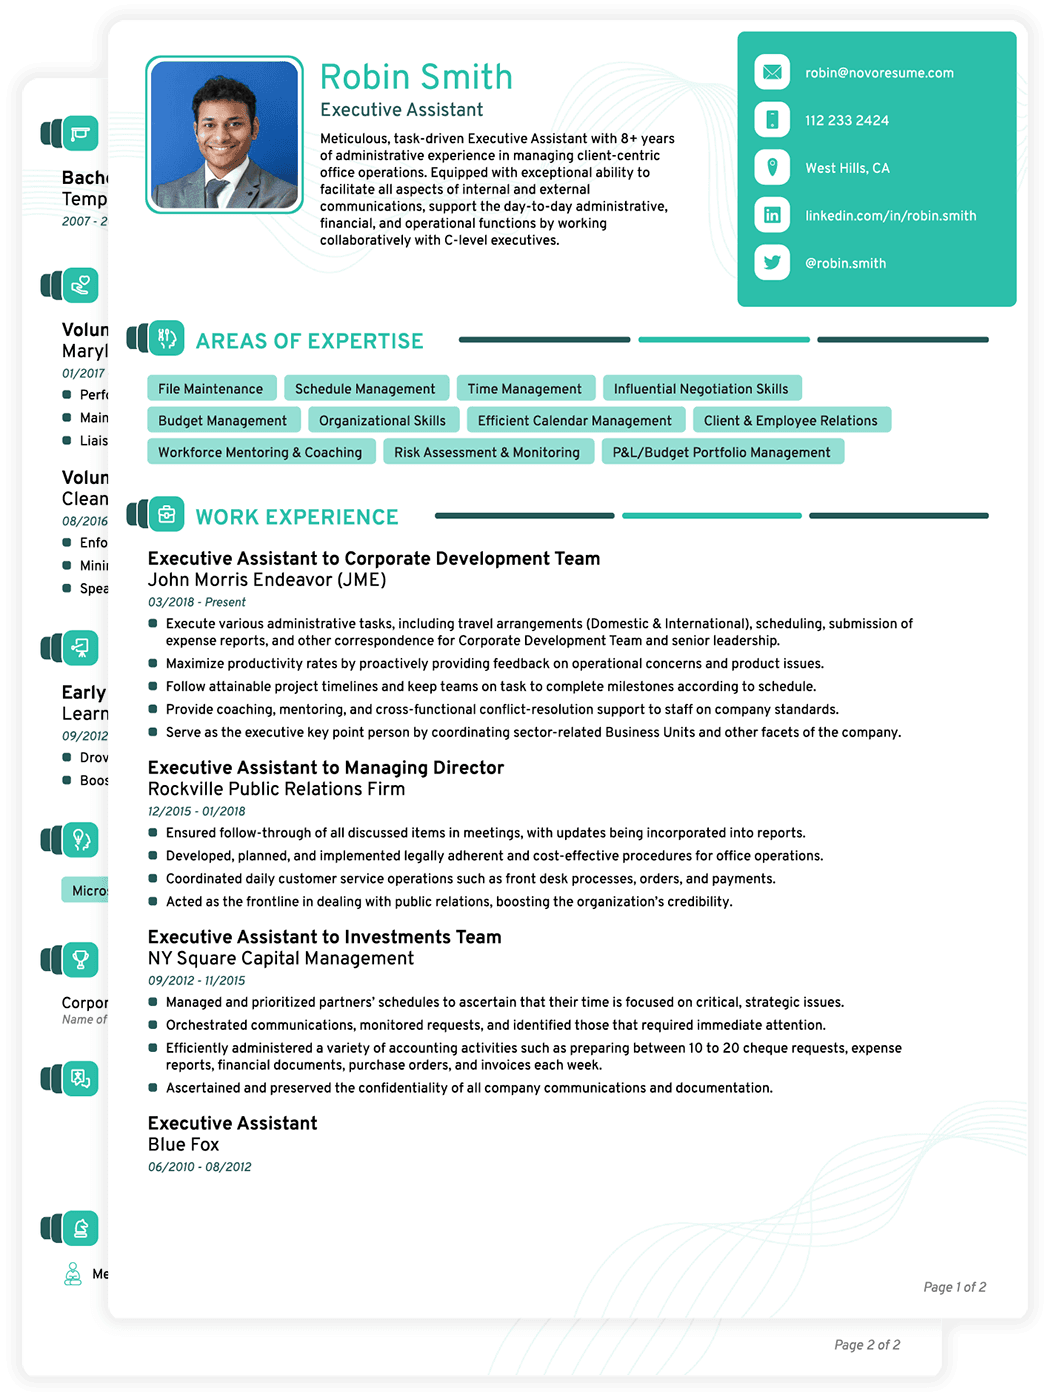 Robin Smith
Executive Assistant
Meticulous, task-driven Executive Assistant with 8+ years
of administrative experience in managing client-centric
office operations. Equipped with exceptional ability to
facilitate all aspects of internal and external
communications, support the day-to-day administrative,
financial, and operational functions by working
collaboratively with C-level executives.
robin@novoresume.com
112 233 2424
West Hills, CA
linkedin.com/in/robin.smith
@robin.smith
AREAS OF EXPERTISE
File Maintenance Schedule Management Time Management Influential Negotiation Skills
Budget Management Organizational Skills Efficient Calendar Management Client & Employee Relations
Workforce Mentoring & Coaching Risk Assessment & Monitoring P&L/Budget Portfolio Management
WORK EXPERIENCE
Executive Assistant to Corporate Development Team
John Morris Endeavor (JME)
03/2018 - Present
Execute various administrative tasks, including travel arrangements (Domestic & International), scheduling, submission of
expense reports, and other correspondence for Corporate Development Team and senior leadership.
Maximize productivity rates by proactively providing feedback on operational concerns and product issues.
Follow attainable project timelines and keep teams on task to complete milestones according to schedule.
Provide coaching, mentoring, and cross-functional conflict-resolution support to staff on company standards.
Serve as the executive key point person by coordinating sector-related Business Units and other facets of the company.
Executive Assistant to Managing Director
Rockville Public Relations Firm
12/2015 - 01/2018
Ensured follow-through of all discussed items in meetings, with updates being incorporated into reports.
Developed, planned, and implemented legally adherent and cost-effective procedures for office operations.
Coordinated daily customer service operations such as front desk processes, orders, and payments.
Acted as the frontline in dealing with public relations, boosting the organization's credibility.
Executive Assistant to Investments Team
NY Square Capital Management
09/2012 - 11/2015
Managed and prioritized partners' schedules to ascertain that their time is focused on critical, strategic issues.
Orchestrated communications, monitored requests, and identified those that required immediate attention.
Efficiently administered a variety of accounting activities such as preparing between 10 to 20 cheque requests, expense
reports, financial documents, purchase orders, and invoices each week.
Ascertained and preserved the confidentiality of all company communications and documentation.
Executive Assistant
Blue Fox
06/2010 - 08/2012
Page 1 of 2
Bache
Temp
2007 - 2
Volun
Maryl
01/2017
Perfo
Main
Liais
Volun
Clean
08/2016
Enfo
Mini
Spea
Early
Learn
09/2012
Drov
Boos
Micros
Corpor
Name of
Me
Page 2 of 2